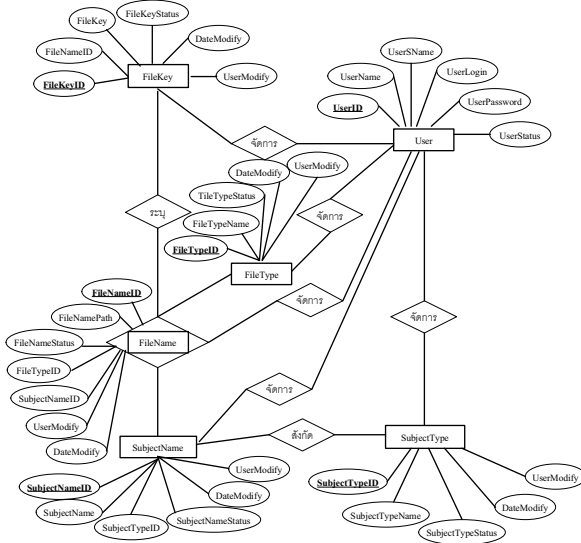 FileKeyStatus
FileKey
DateModify
FileNameID
FileKeyID
FileKey
UserModify
UserSName
UserName
UserLogin
UserID
UserPassword
User
UserStatus
จัดการ
DateModify
UserModify
TileTypeStatus
FileTypeName
FileTypeID
FileType
จัดการ
ระบุ
FileNameID
FileNamePath
FileNameStatus
FileName
FileTypeID
SubjectNameID
UserModify
DateModify
จัดการ
จัดการ
จัดการ
SubjectName
สังกัด
SubjectType
UserModify
SubjectNameID
DateModify
SubjectName
SubjectTypeID
SubjectNameStatus
UserModify
SubjectTypeID
DateModify
SubjectTypeName
SubjectTypeStatus